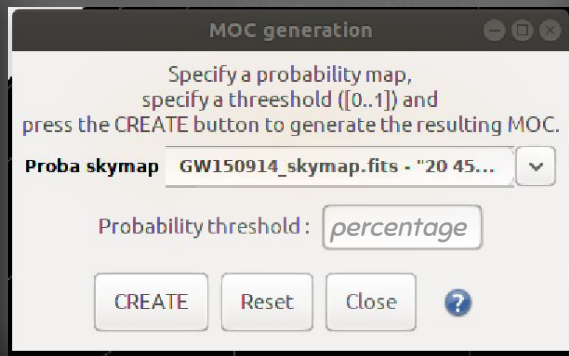 MOC generation
Specify a probability map,
specify a threeshold ([0..1]) and
press the CREATE button to generate the resulting MOC.
Proba skymap GW150914_skymap.fits - "20 45...
Probability threshold : percentage
CREATE Reset Close ?